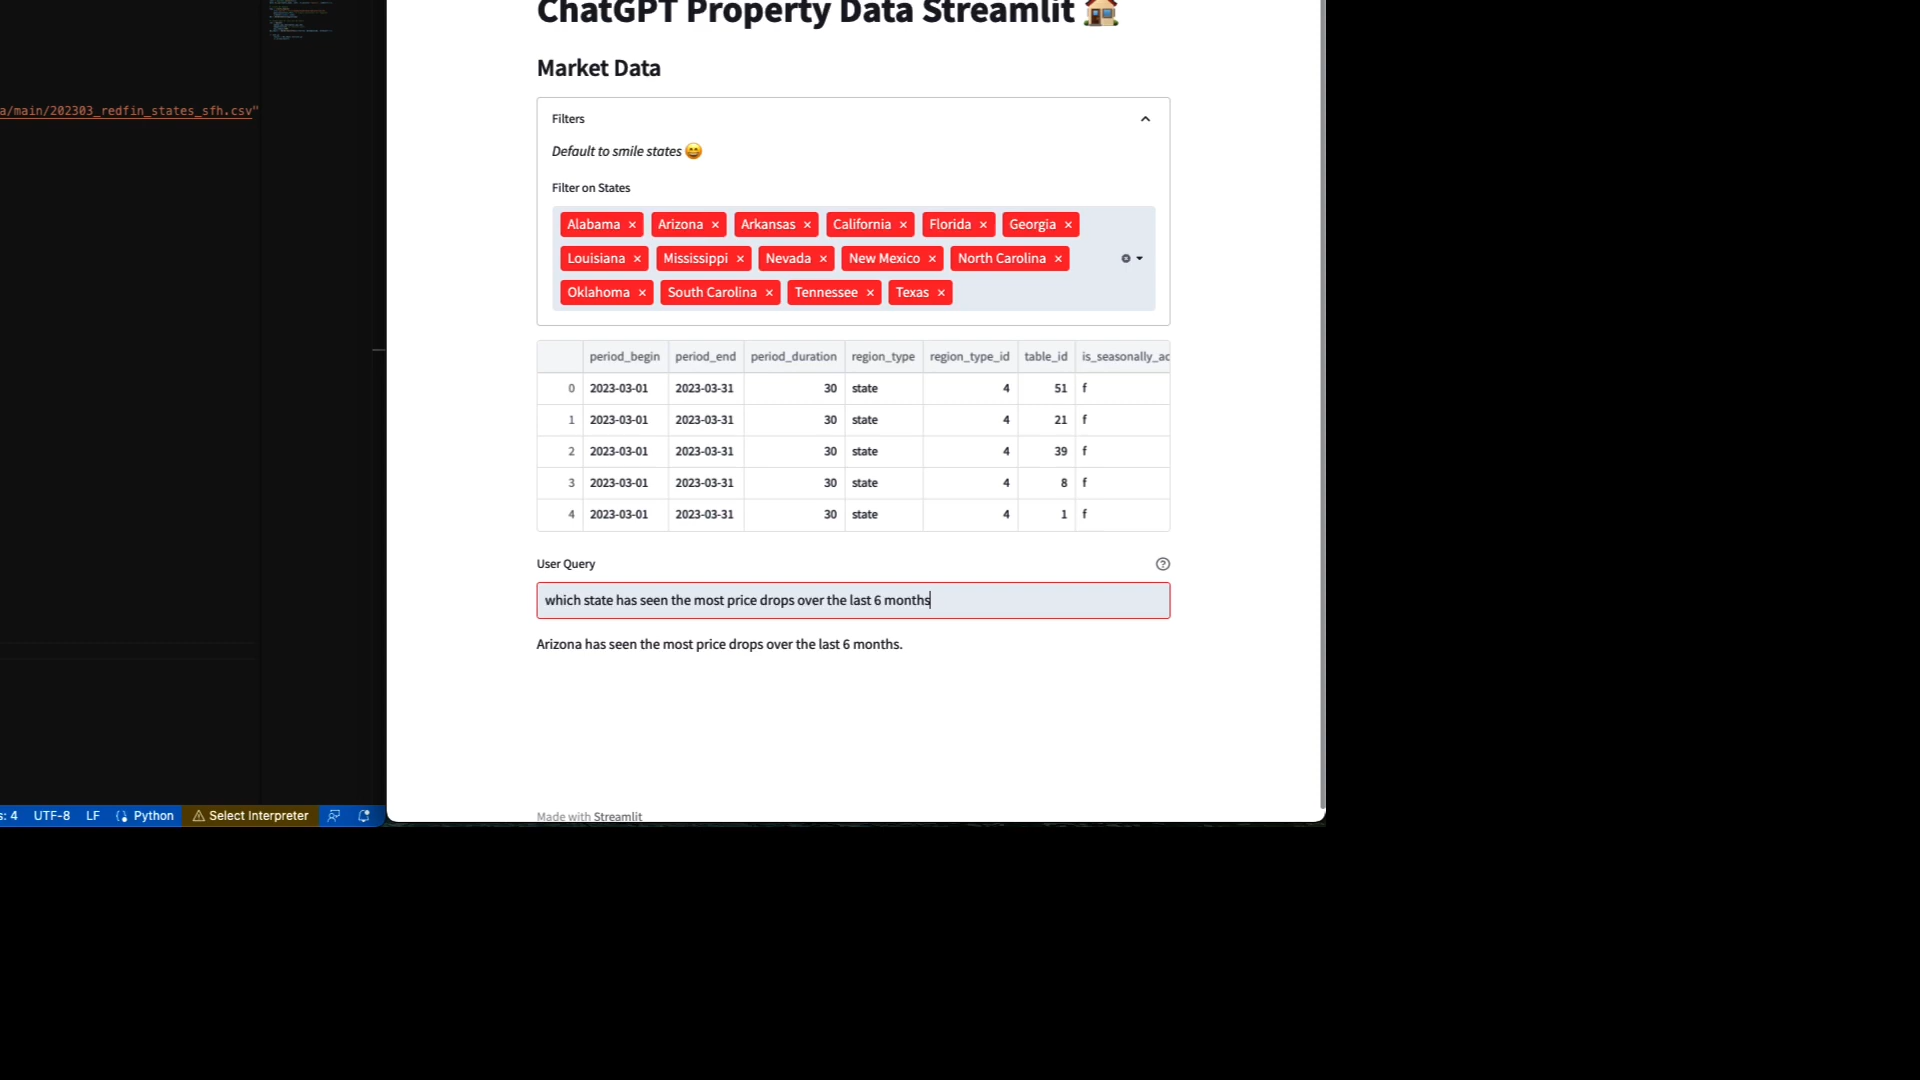 ChatGPT Property Data Streamlit 🏠
Market Data
a/main/202303_redfin_states_sfh.csv"
Filters
Default to smile states 😄
Filter on States
Alabama × Arizona × Arkansas × California × Florida × Georgia ×
Louisiana × Mississippi × Nevada × New Mexico × North Carolina ×
Oklahoma × South Carolina × Tennessee × Texas ×
period_begin period_end period_duration region_type region_type_id table_id is_seasonally_ac
0 2023-03-01 2023-03-31 30 state 4 51 f
1 2023-03-01 2023-03-31 30 state 4 21 f
2 2023-03-01 2023-03-31 30 state 4 39 f
3 2023-03-01 2023-03-31 30 state 4 8 f
4 2023-03-01 2023-03-31 30 state 4 1 f
User Query
which state has seen the most price drops over the last 6 months
Arizona has seen the most price drops over the last 6 months.
Made with Streamlit
s: 4 UTF-8 LF Python Select Interpreter